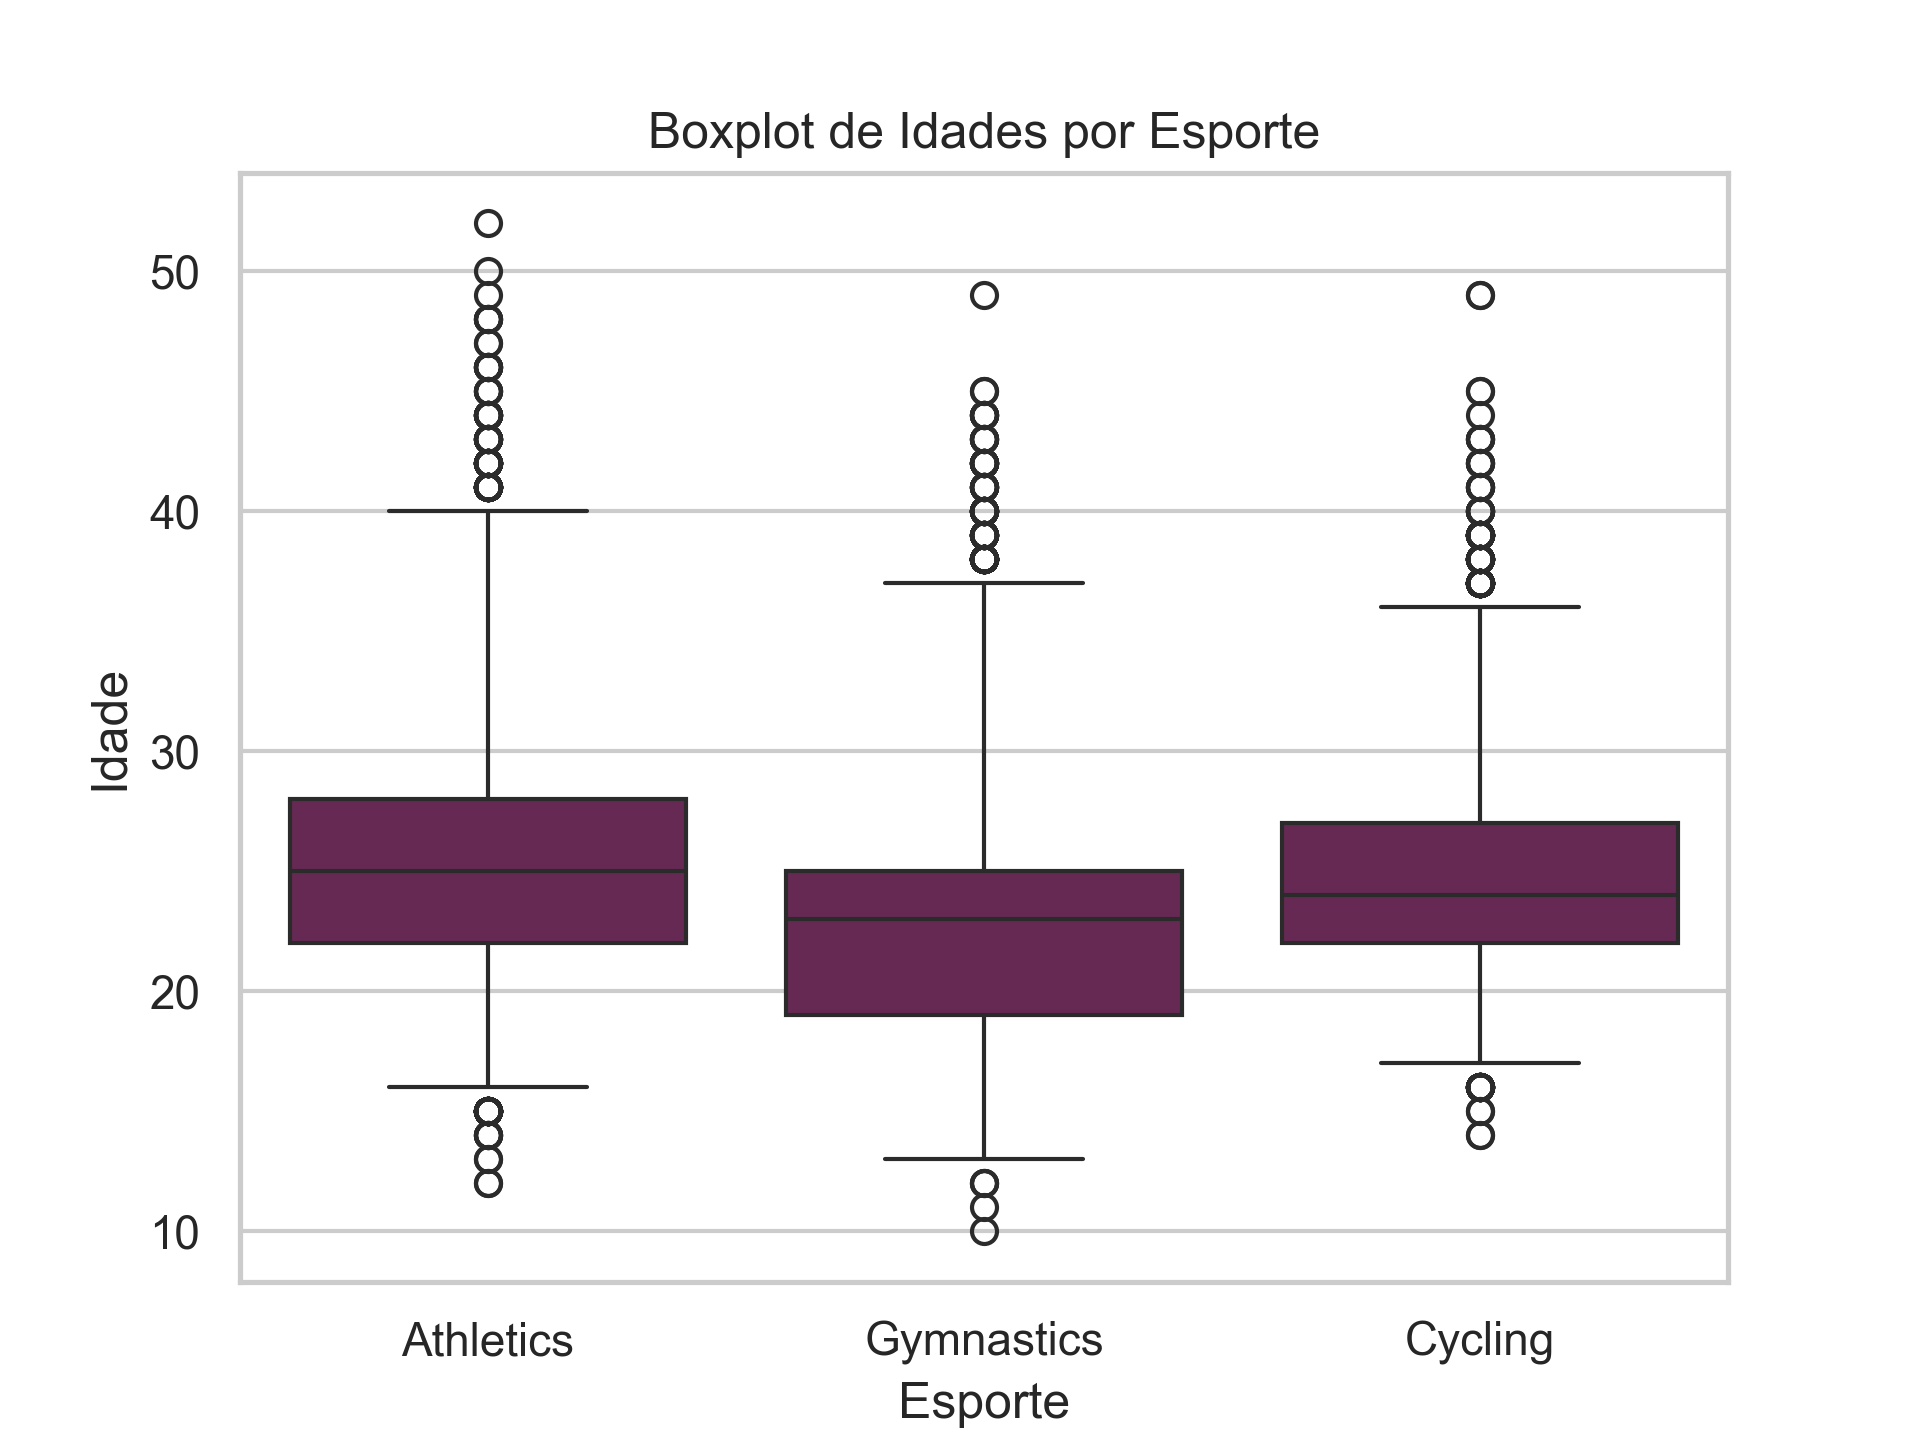 Boxplot de Idades por Esporte
50
40
30
20
10
Idade
Athletics Gymnastics Cycling
Esporte